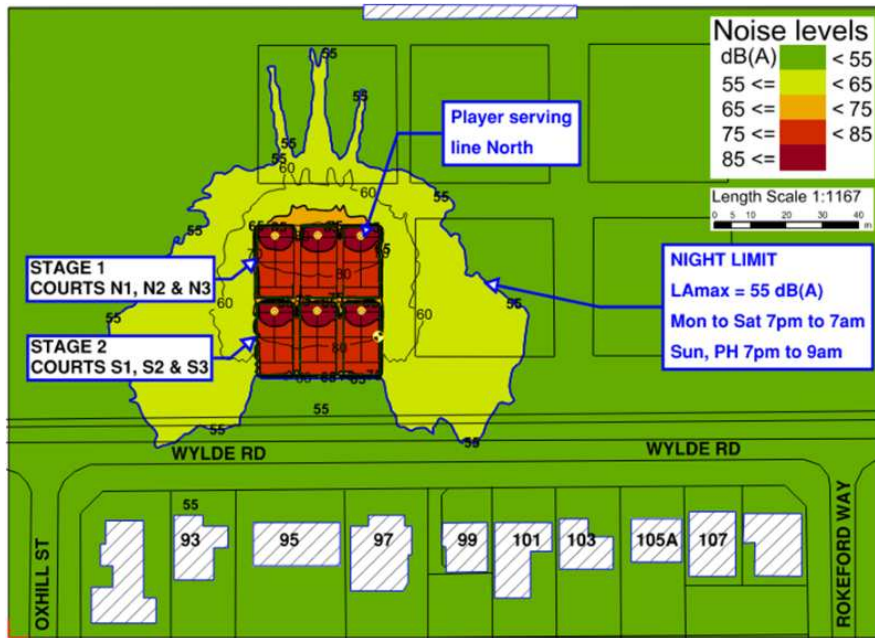 Noise levels
dB(A)
< 55
55 <= < 65
65 <= < 75
75 <= < 85
85 <=
Length Scale 1:1167
0 5 10 20 30 40
m
Player serving
line North
STAGE 1
COURTS N1, N2 & N3
STAGE 2
COURTS S1, S2 & S3
NIGHT LIMIT
LAmax = 55 dB(A)
Mon to Sat 7pm to 7am
Sun, PH 7pm to 9am
55
55
55
55
60
60
55
55
55
80
60
60
55
80
55
55
55
WYLDE RD
WYLDE RD
55
93
95
97
99
101
103
105A
107
OXHILL ST
ROKEFORD WAY